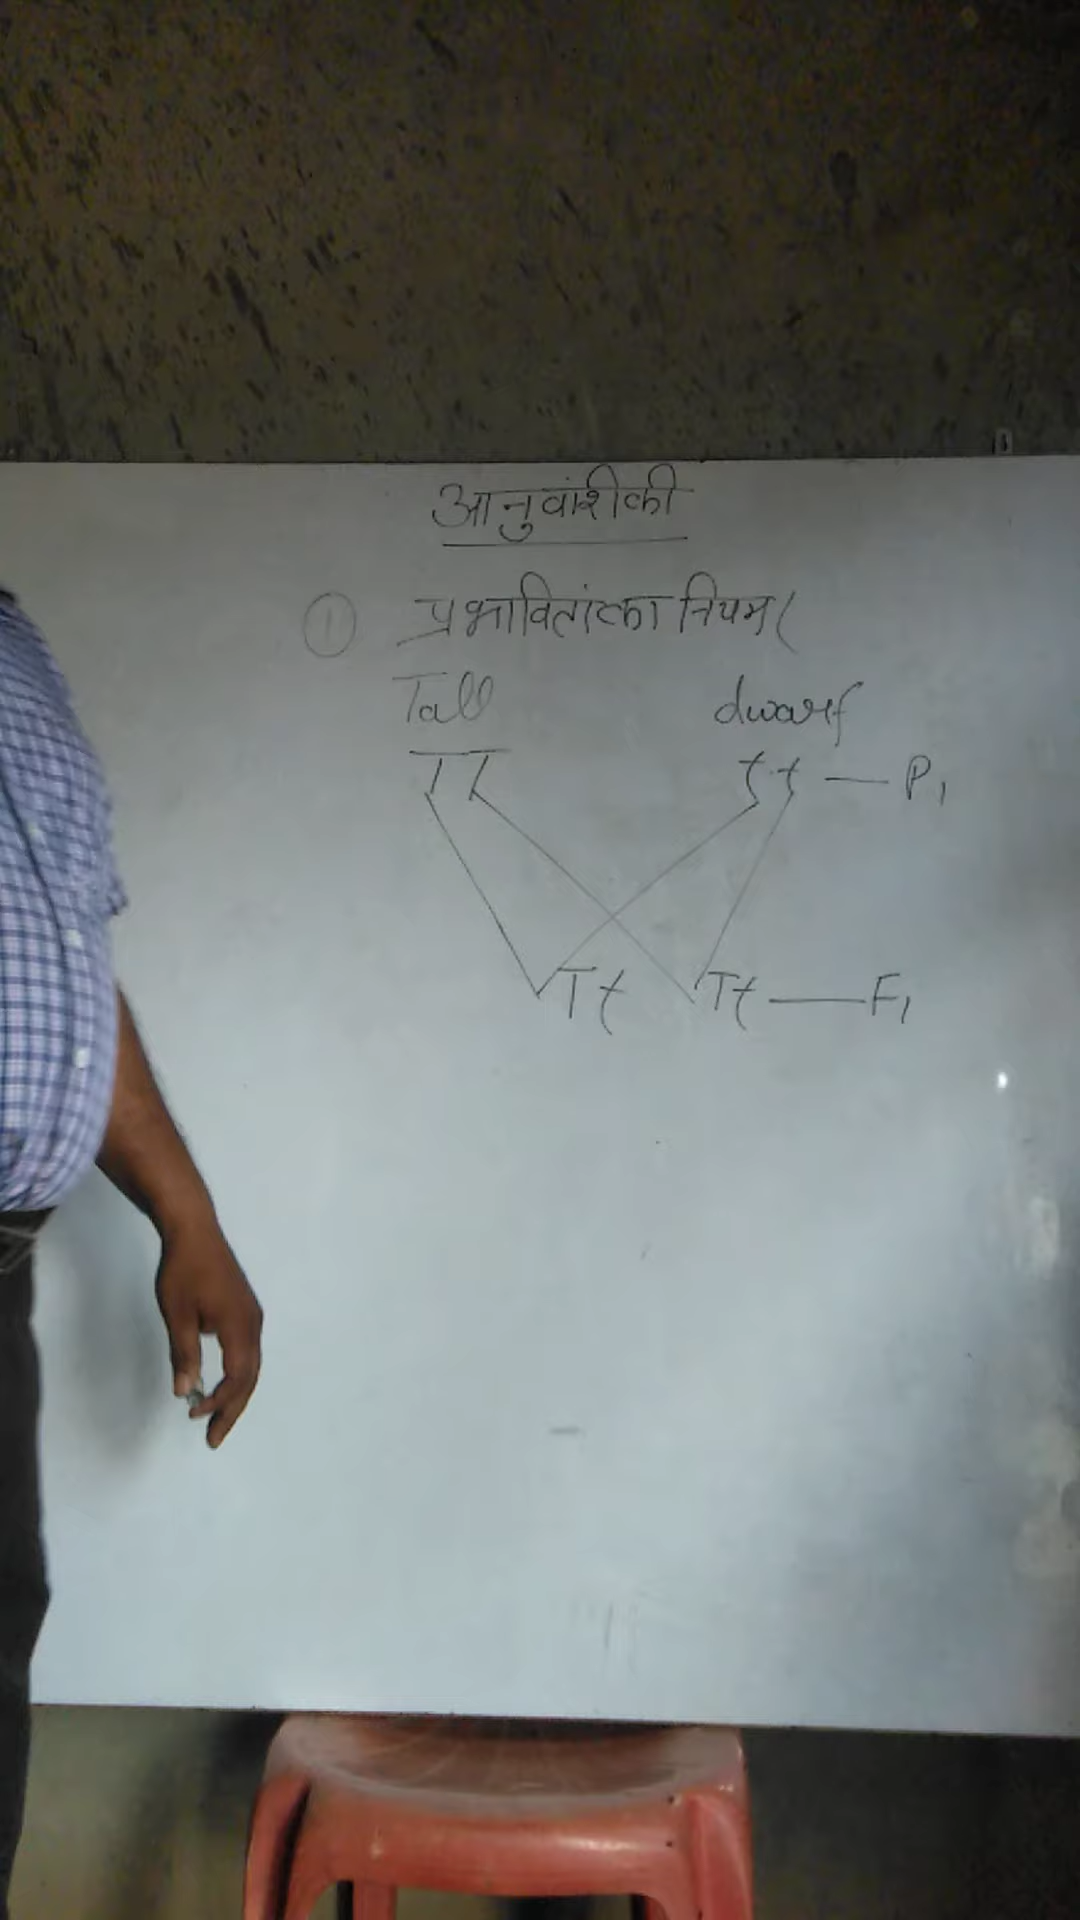 आनुवांशीकी
① प्रभावितांका नियम(
Tall dwarf
TT tt — P1
Tt Tt — F1